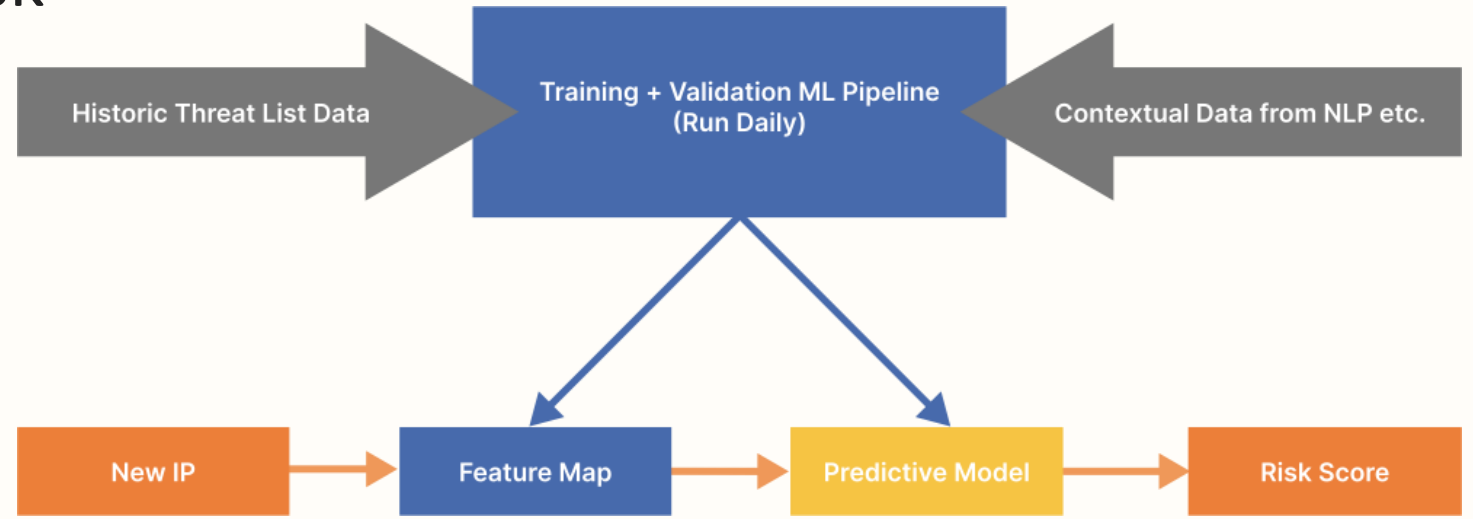 Training + Validation ML Pipeline
(Run Daily)
Historic Threat List Data
Contextual Data from NLP etc.
New IP
Feature Map
Predictive Model
Risk Score